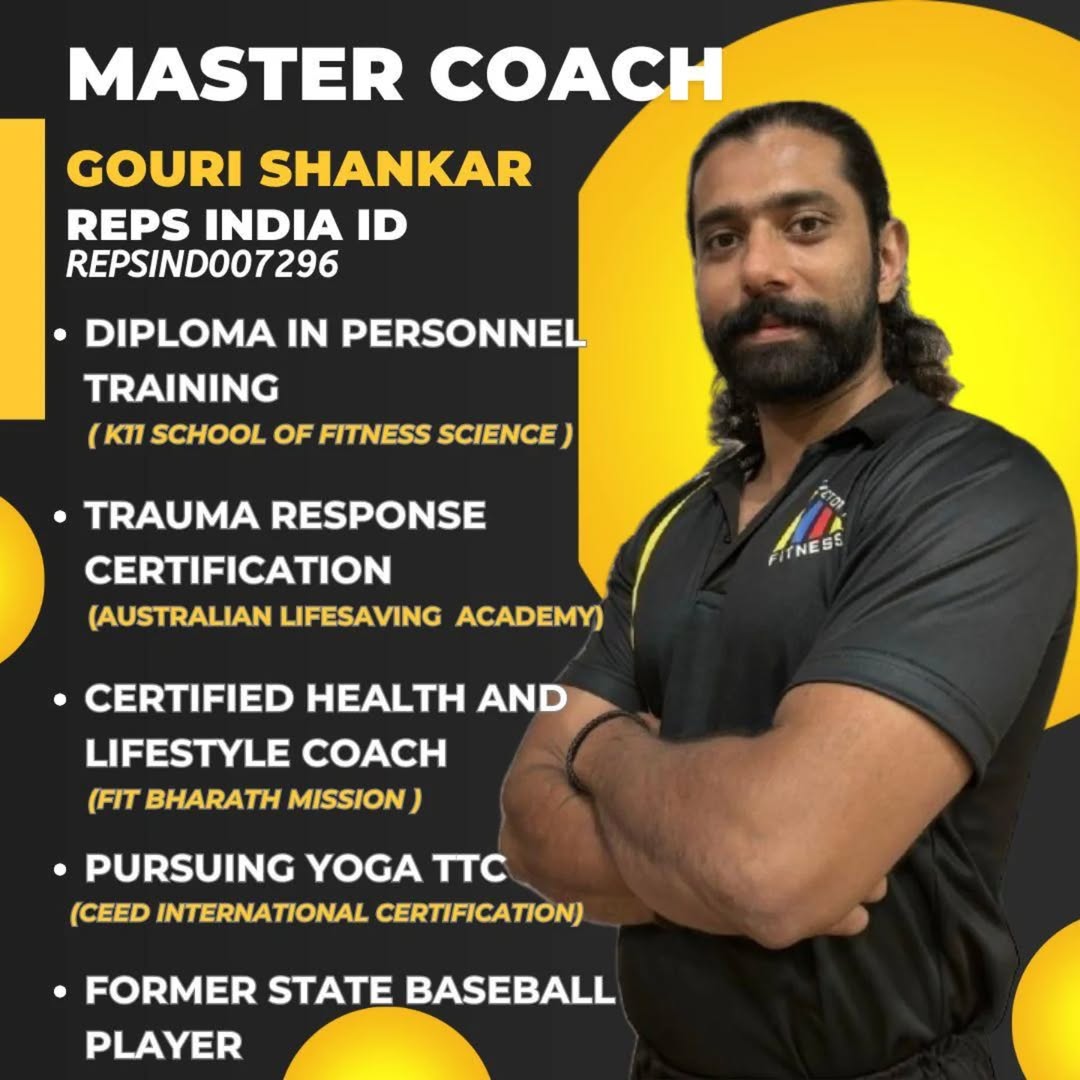 MASTER COACH
GOURI SHANKAR
REPS INDIA ID
REPSIND007296
• DIPLOMA IN PERSONNEL
TRAINING
( K11 SCHOOL OF FITNESS SCIENCE )
• TRAUMA RESPONSE
CERTIFICATION
(AUSTRALIAN LIFESAVING ACADEMY)
• CERTIFIED HEALTH AND
LIFESTYLE COACH
(FIT BHARATH MISSION )
• PURSUING YOGA TTC
(CEED INTERNATIONAL CERTIFICATION)
• FORMER STATE BASEBALL
PLAYER
FITNESS